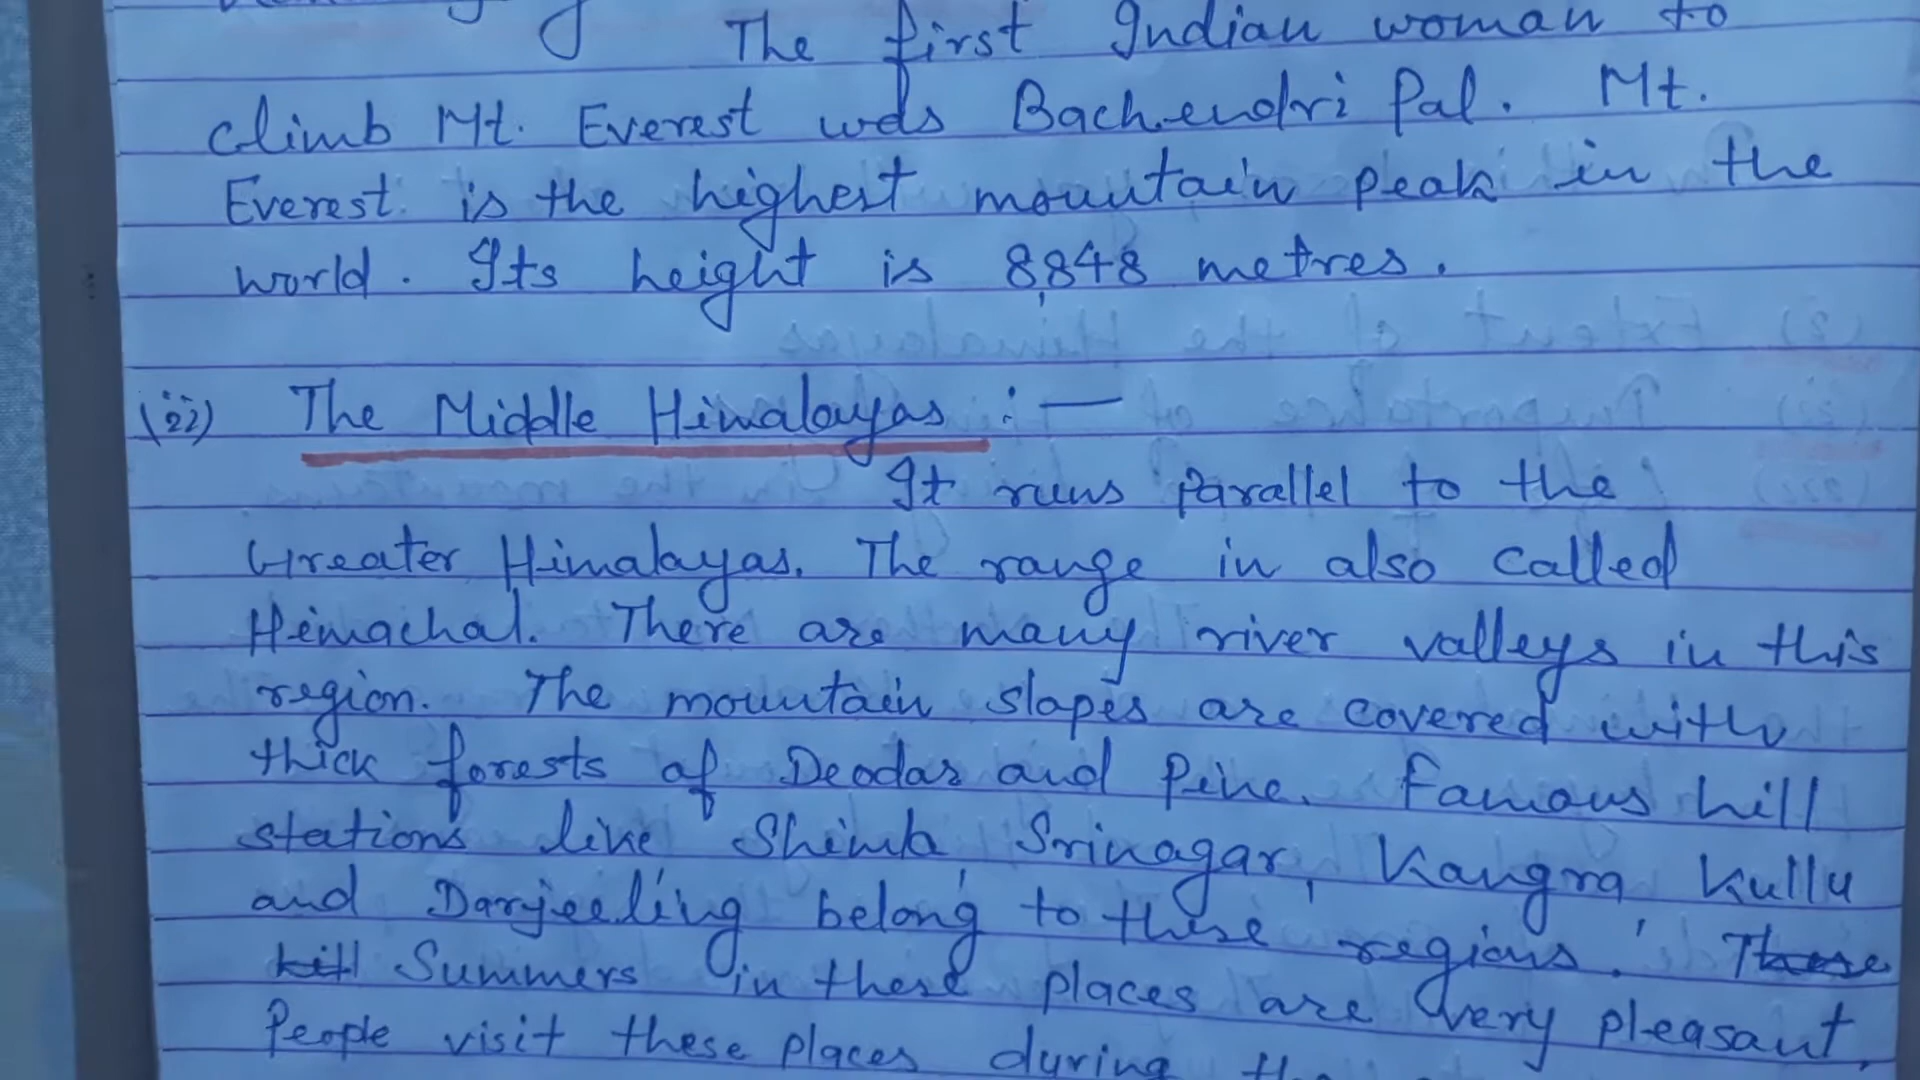 The first Indian woman to
climb Mt. Everest was Bachendri Pal. Mt.
Everest is the highest mountain peak in the
world. Its height is 8,848 metres.
(ii) The Middle Himalayas :—
It runs parallel to the
Greater Himalayas. The range in also called
Himachal. There are many river valleys in this
region. The mountain slopes are covered with
thick forests of Deodar and Pine. Famous hill
stations like Shimla, Srinagar, Kangra, Kullu
and Darjeeling belong to these regions. These
hill Summers in these places are very pleasant.
People visit these places during